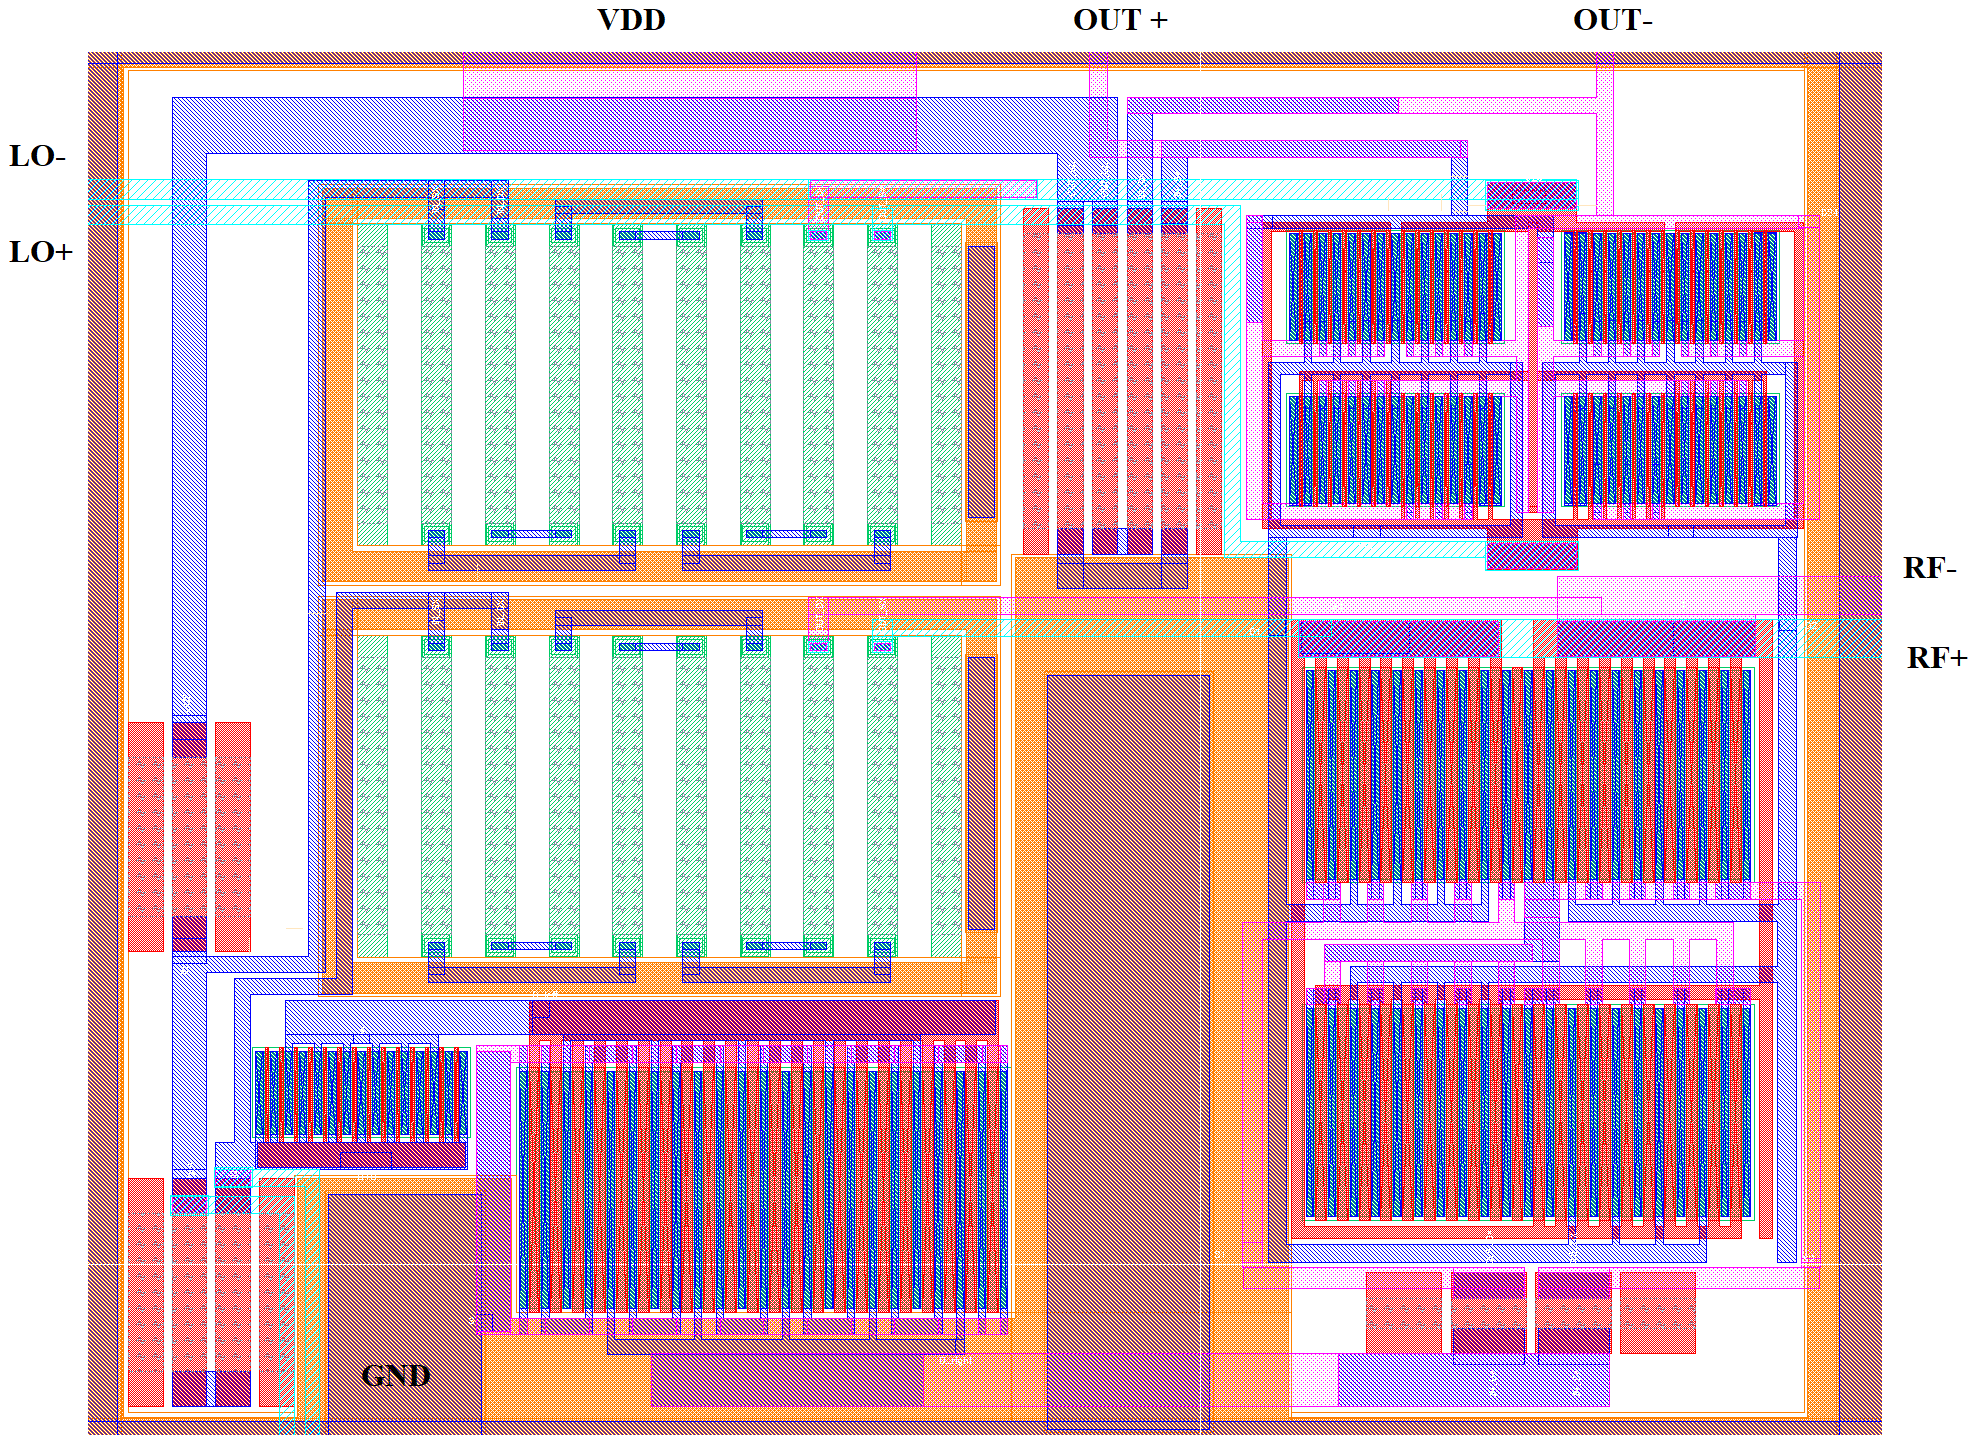 VDD
OUT +
OUT-
LO-
LO+
RF-
RF+
GND